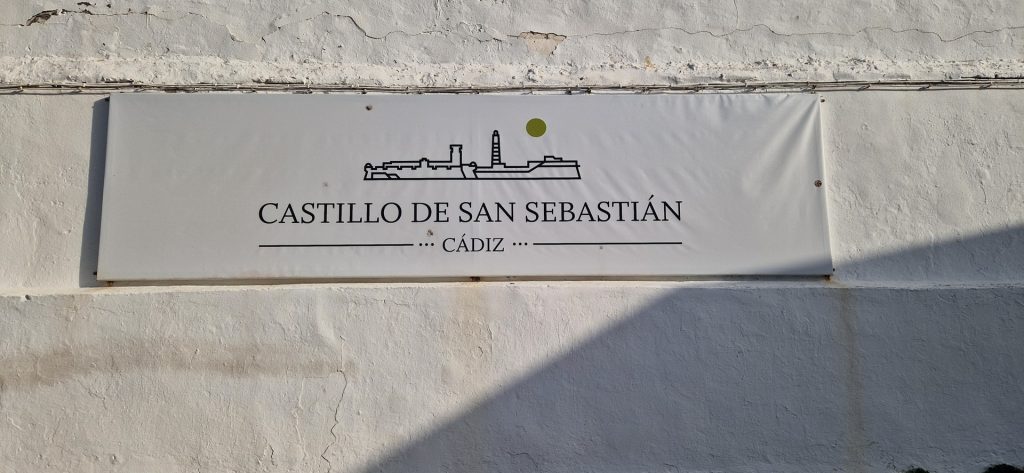 CASTILLO DE SAN SEBASTIÁN
··· CÁDIZ ···